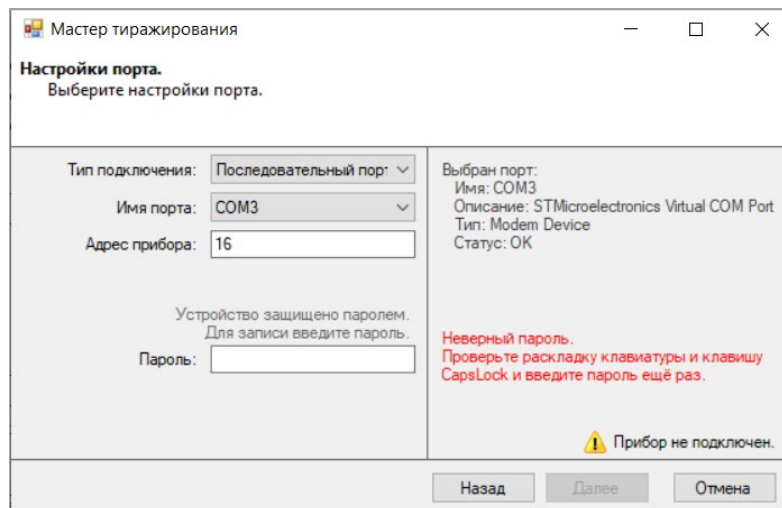 Мастер тиражирования
Настройки порта.
Выберите настройки порта.
Тип подключения:
Последовательный порт
Имя порта:
COM3
Адрес прибора:
16
Устройство защищено паролем.
Для записи введите пароль.
Пароль:
Выбран порт:
Имя: COM3
Описание: STMicroelectronics Virtual COM Port
Тип: Modem Device
Статус: OK
Неверный пароль.
Проверьте раскладку клавиатуры и клавишу
CapsLock и введите пароль ещё раз.
Прибор не подключен.
Назад
Далее
Отмена